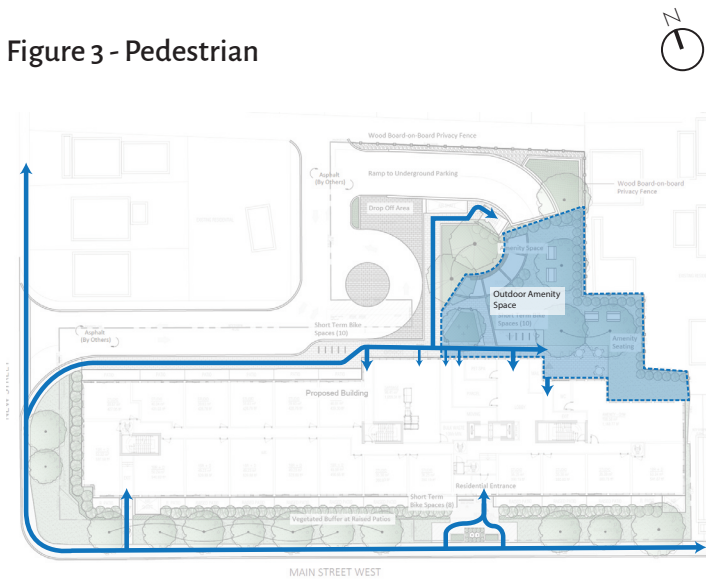 Figure 3 - Pedestrian
N
Wood Board-on-Board Privacy Fence
Asphalt
(By Others)
Ramp to Underground Parking
Wood Board-on-board
Privacy Fence
Drop Off Area
Amenity Space
Outdoor Amenity
Space
Short Term Bike
Spaces (10)
Short Term Bike
Spaces (10)
Asphalt
(By Others)
Amenity
Seating
NEW STREET
Proposed Building
Residential Entrance
Short Term
Bike Spaces (8)
Vegetated Buffer at Raised Patios
MAIN STREET WEST